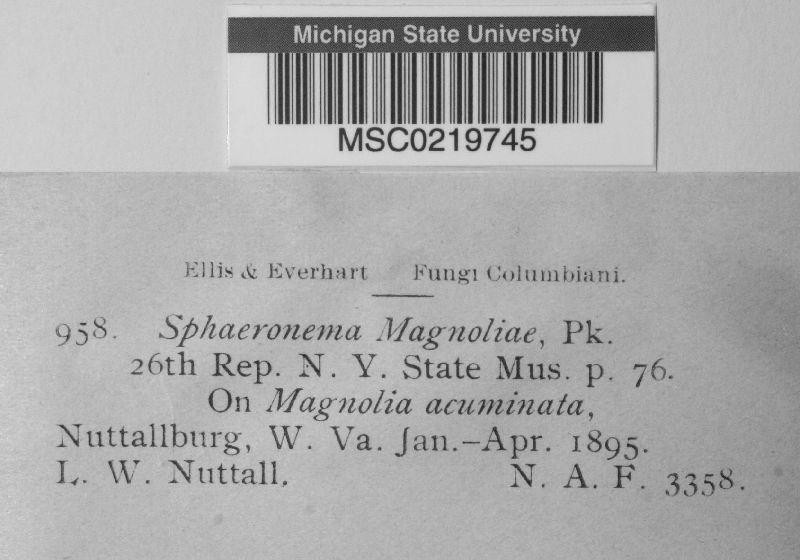 Michigan State University
MSC0219745
Ellis & Everhart Fungi Columbiani.
958. Sphaeronema Magnoliae, Pk.
26th Rep. N. Y. State Mus. p. 76.
On Magnolia acuminata,
Nuttallburg, W. Va. Jan.–Apr. 1895.
L. W. Nuttall. N. A. F. 3358.